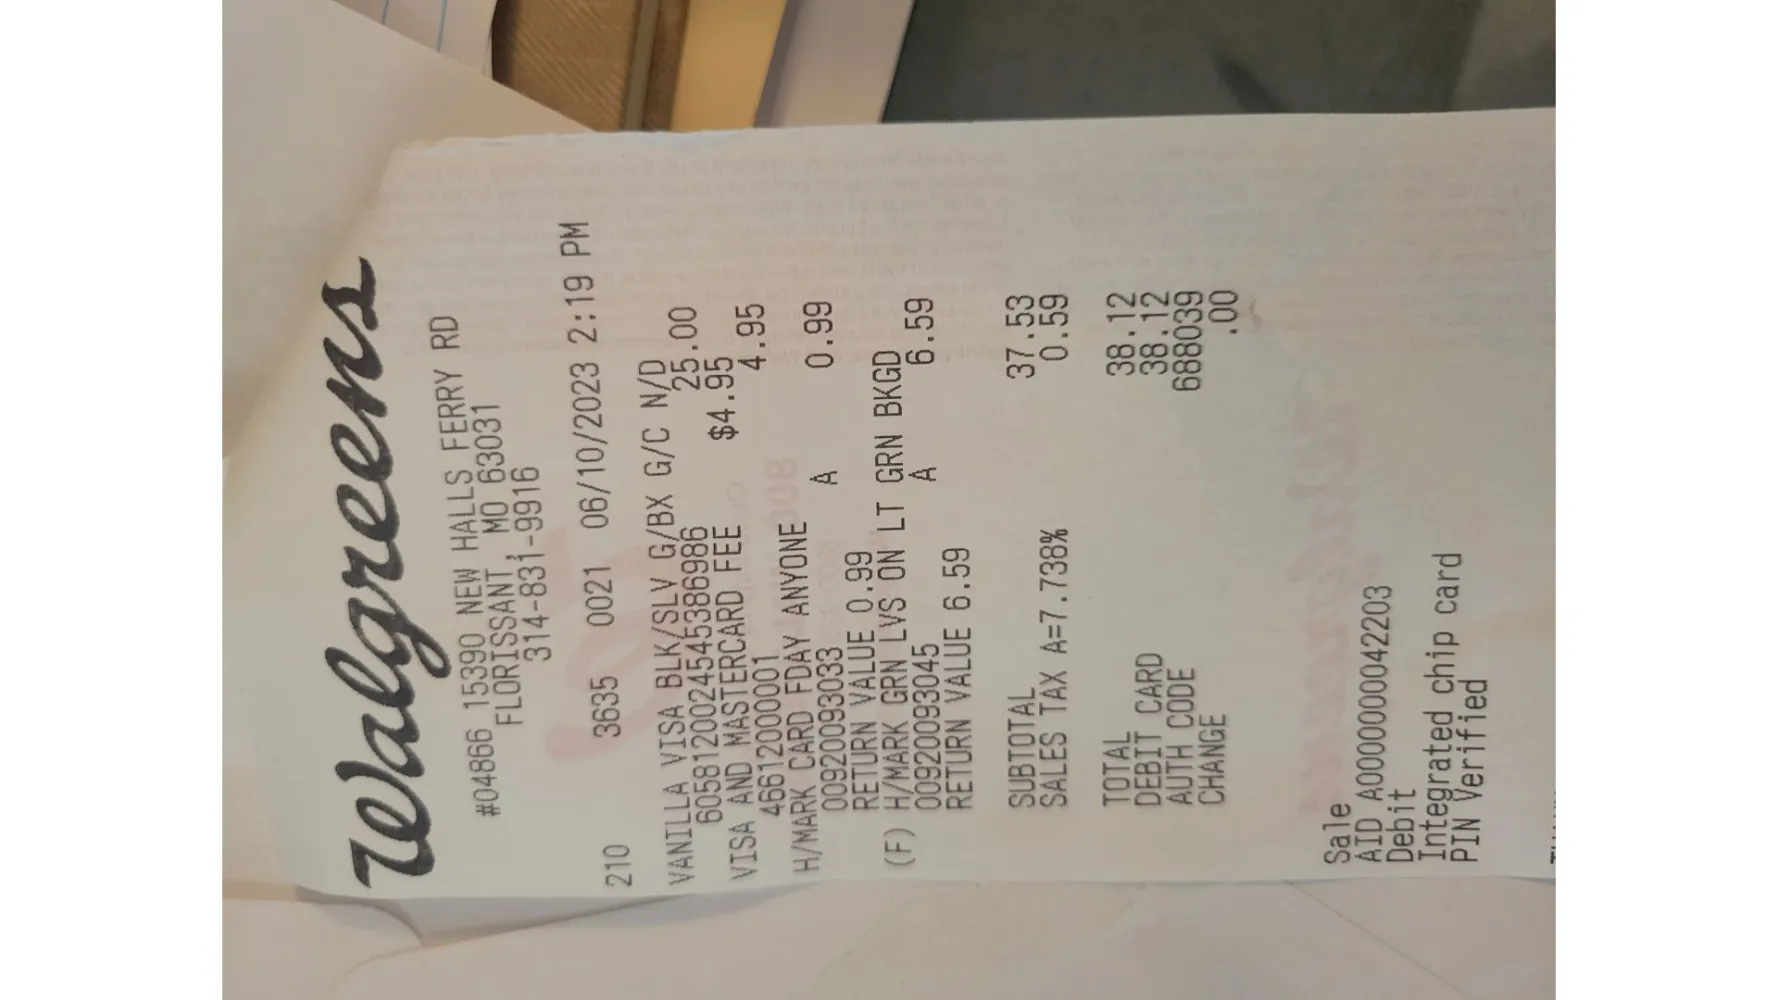 Walgreens
#04866 15390 NEW HALLS FERRY RD
FLORISSANT, MO 63031
314-831-9916
210 3635 0021 06/10/2023 2:19 PM
VANILLA VISA BLK/SLV G/BX G/C N/D
6058120024545386986 25.00
VISA AND MASTERCARD FEE $4.95
46612000001 4.95
H/MARK CARD FDAY ANYONE
00920093033 A 0.99
RETURN VALUE 0.99
(F) H/MARK GRN LVS ON LT GRN BKGD
00920093045 A 6.59
RETURN VALUE 6.59
SUBTOTAL 37.53
SALES TAX A=7.738% 0.59
TOTAL 38.12
DEBIT CARD 38.12
AUTH CODE 688039
CHANGE .00
Sale
AID A0000000042203
Debit
Integrated chip card
PIN Verified